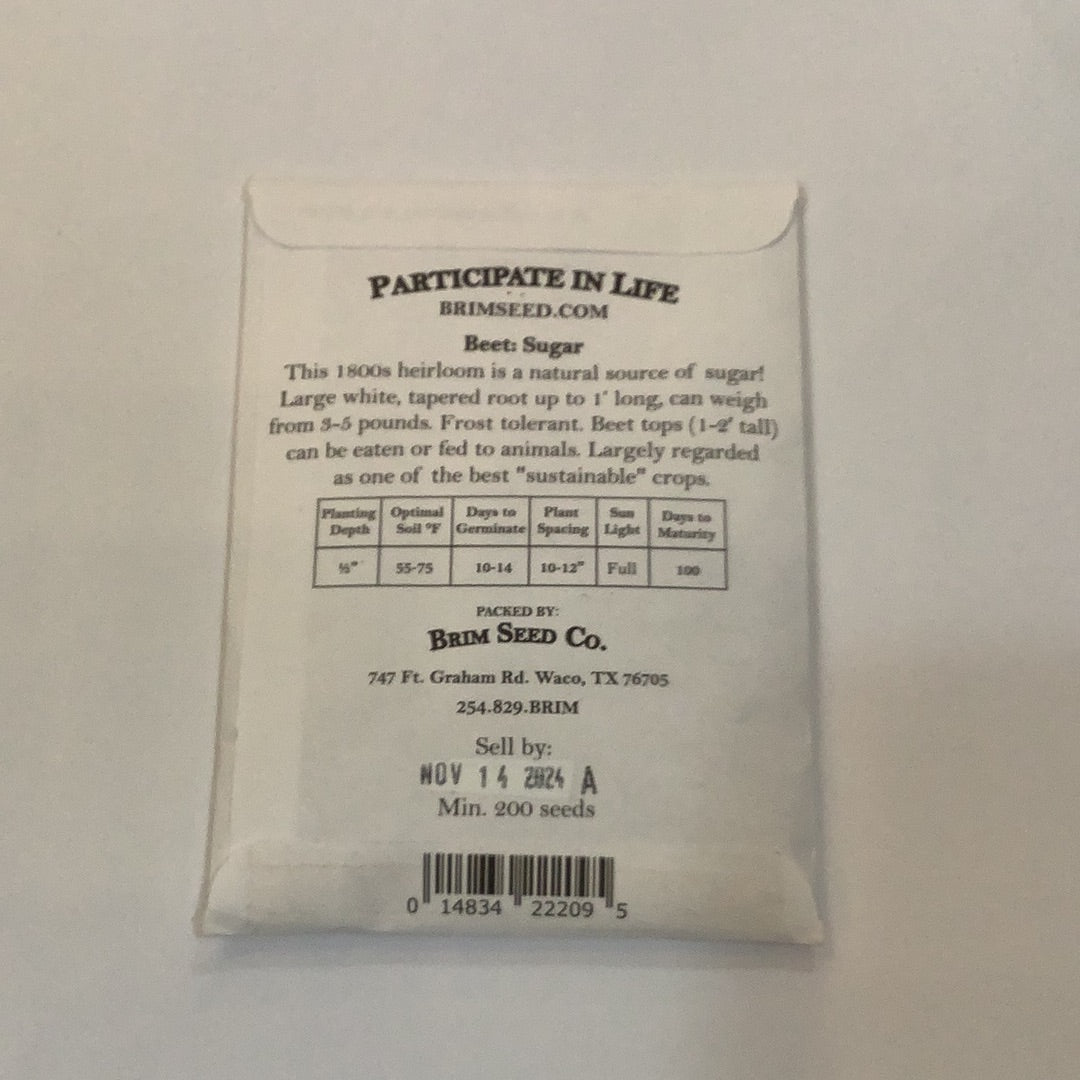 PARTICIPATE IN LIFE
BRIMSEED.COM
Beet: Sugar
This 1800s heirloom is a natural source of sugar!
Large white, tapered root up to 1' long, can weigh
from 3-5 pounds. Frost tolerant. Beet tops (1-2' tall)
can be eaten or fed to animals. Largely regarded
as one of the best "sustainable" crops.
Planting Depth Optimal Soil °F Days to Germinate Plant Spacing Sun Light Days to Maturity
55-75 10-14 10-12" Full 100
PACKED BY:
BRIM SEED CO.
747 Ft. Graham Rd. Waco, TX 76705
254.829.BRIM
Sell by:
NOV 14 2024 A
Min. 200 seeds
0 14834 22209 5